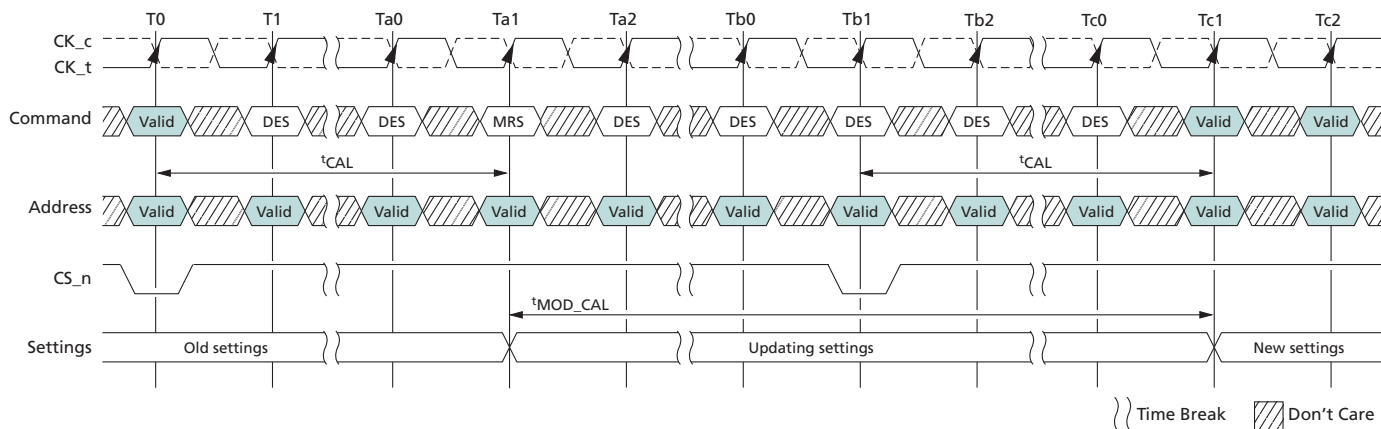 T0 T1 Ta0 Ta1 Ta2 Tb0 Tb1 Tb2 Tc0 Tc1 Tc2
CK_c
CK_t
Command Valid DES DES MRS DES DES DES DES DES Valid Valid
tCAL tCAL
Address Valid Valid Valid Valid Valid Valid Valid Valid Valid Valid Valid
CS_n
tMOD_CAL
Settings Old settings Updating settings New settings
Time Break Don't Care